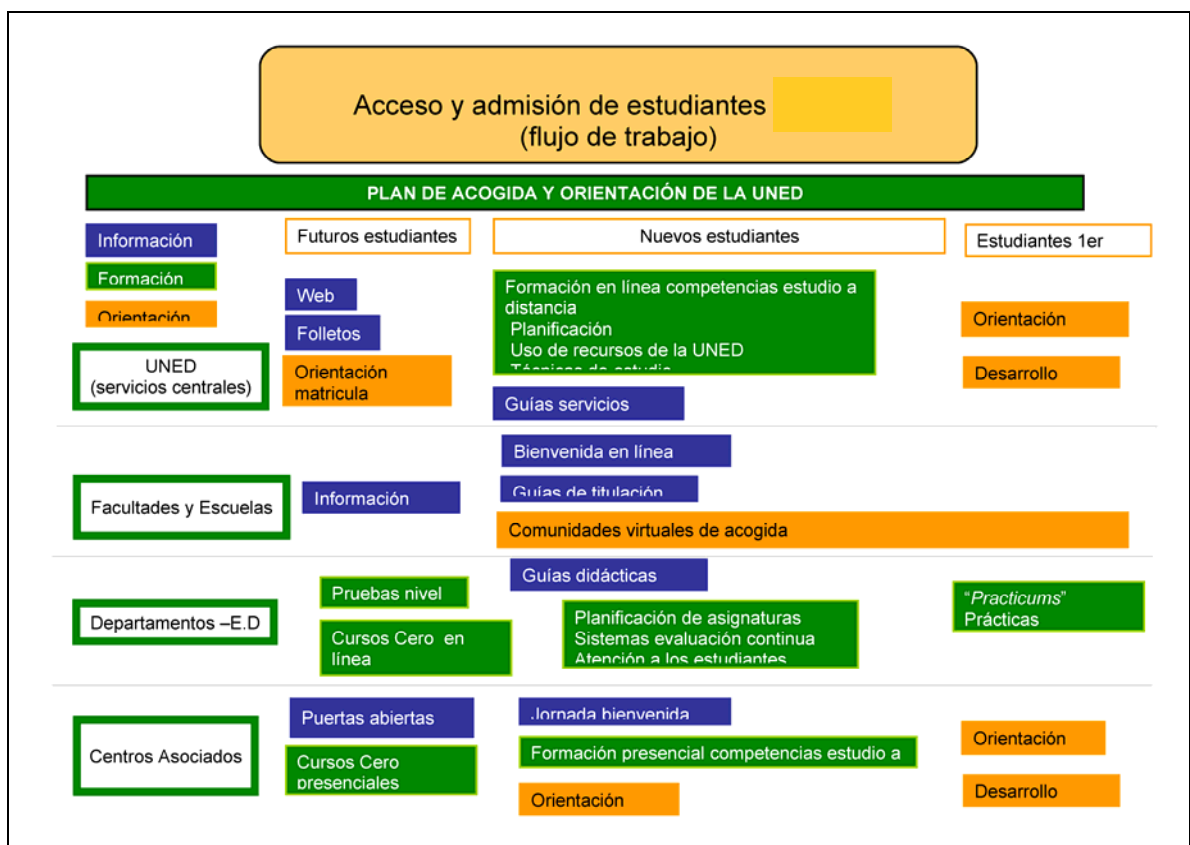 Acceso y admisión de estudiantes
(flujo de trabajo)
PLAN DE ACOGIDA Y ORIENTACIÓN DE LA UNED
Información
Formación
Orientación
Futuros estudiantes
Nuevos estudiantes
Estudiantes 1er
UNED
(servicios centrales)
Web
Folletos
Orientación
matricula
Formación en línea competencias estudio a
distancia
Planificación
Uso de recursos de la UNED
Técnicas de estudio
Guías servicios
Orientación
Desarrollo
Facultades y Escuelas
Información
Bienvenida en línea
Guías de titulación
Comunidades virtuales de acogida
Departamentos –E.D
Pruebas nivel
Cursos Cero en
línea
Guías didácticas
Planificación de asignaturas
Sistemas evaluación continua
Atención a los estudiantes
"Practicums"
Prácticas
Centros Asociados
Puertas abiertas
Cursos Cero
presenciales
Jornada bienvenida
Formación presencial competencias estudio a
Orientación
Orientación
Desarrollo